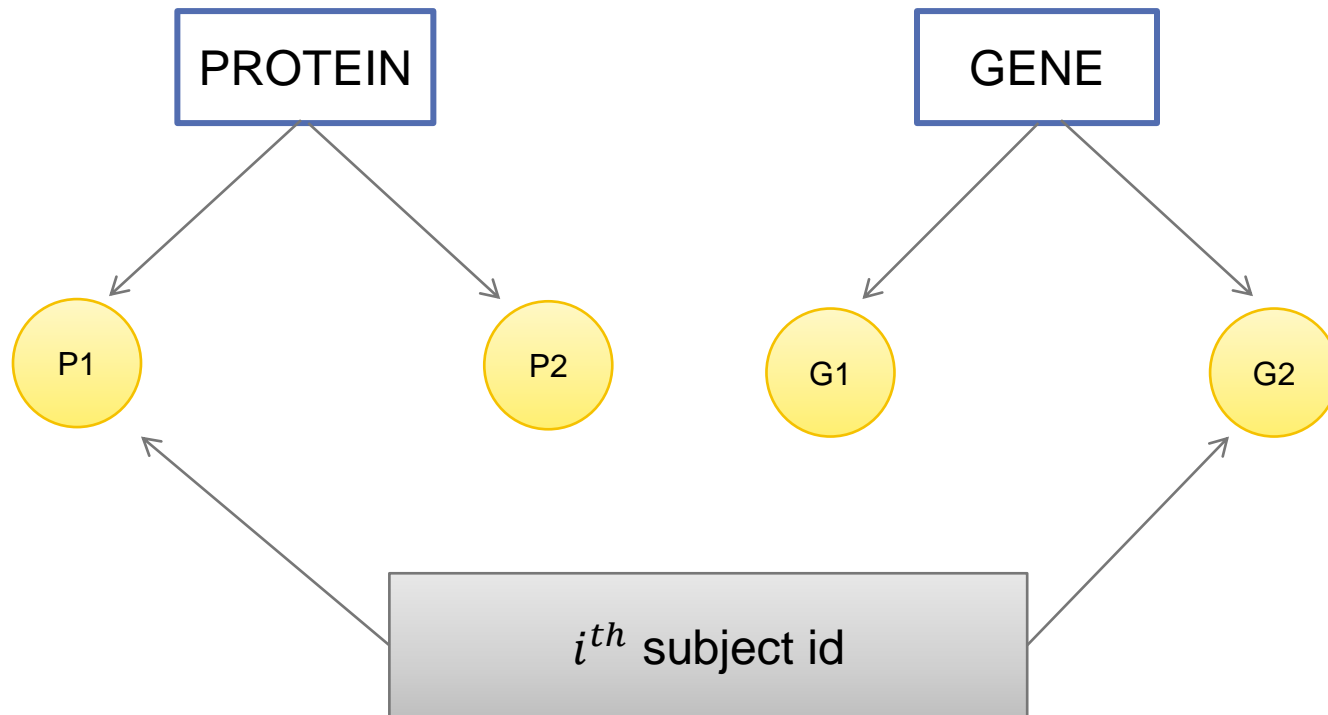 PROTEIN
GENE
P1
P2
G1
G2
i^{th} subject id